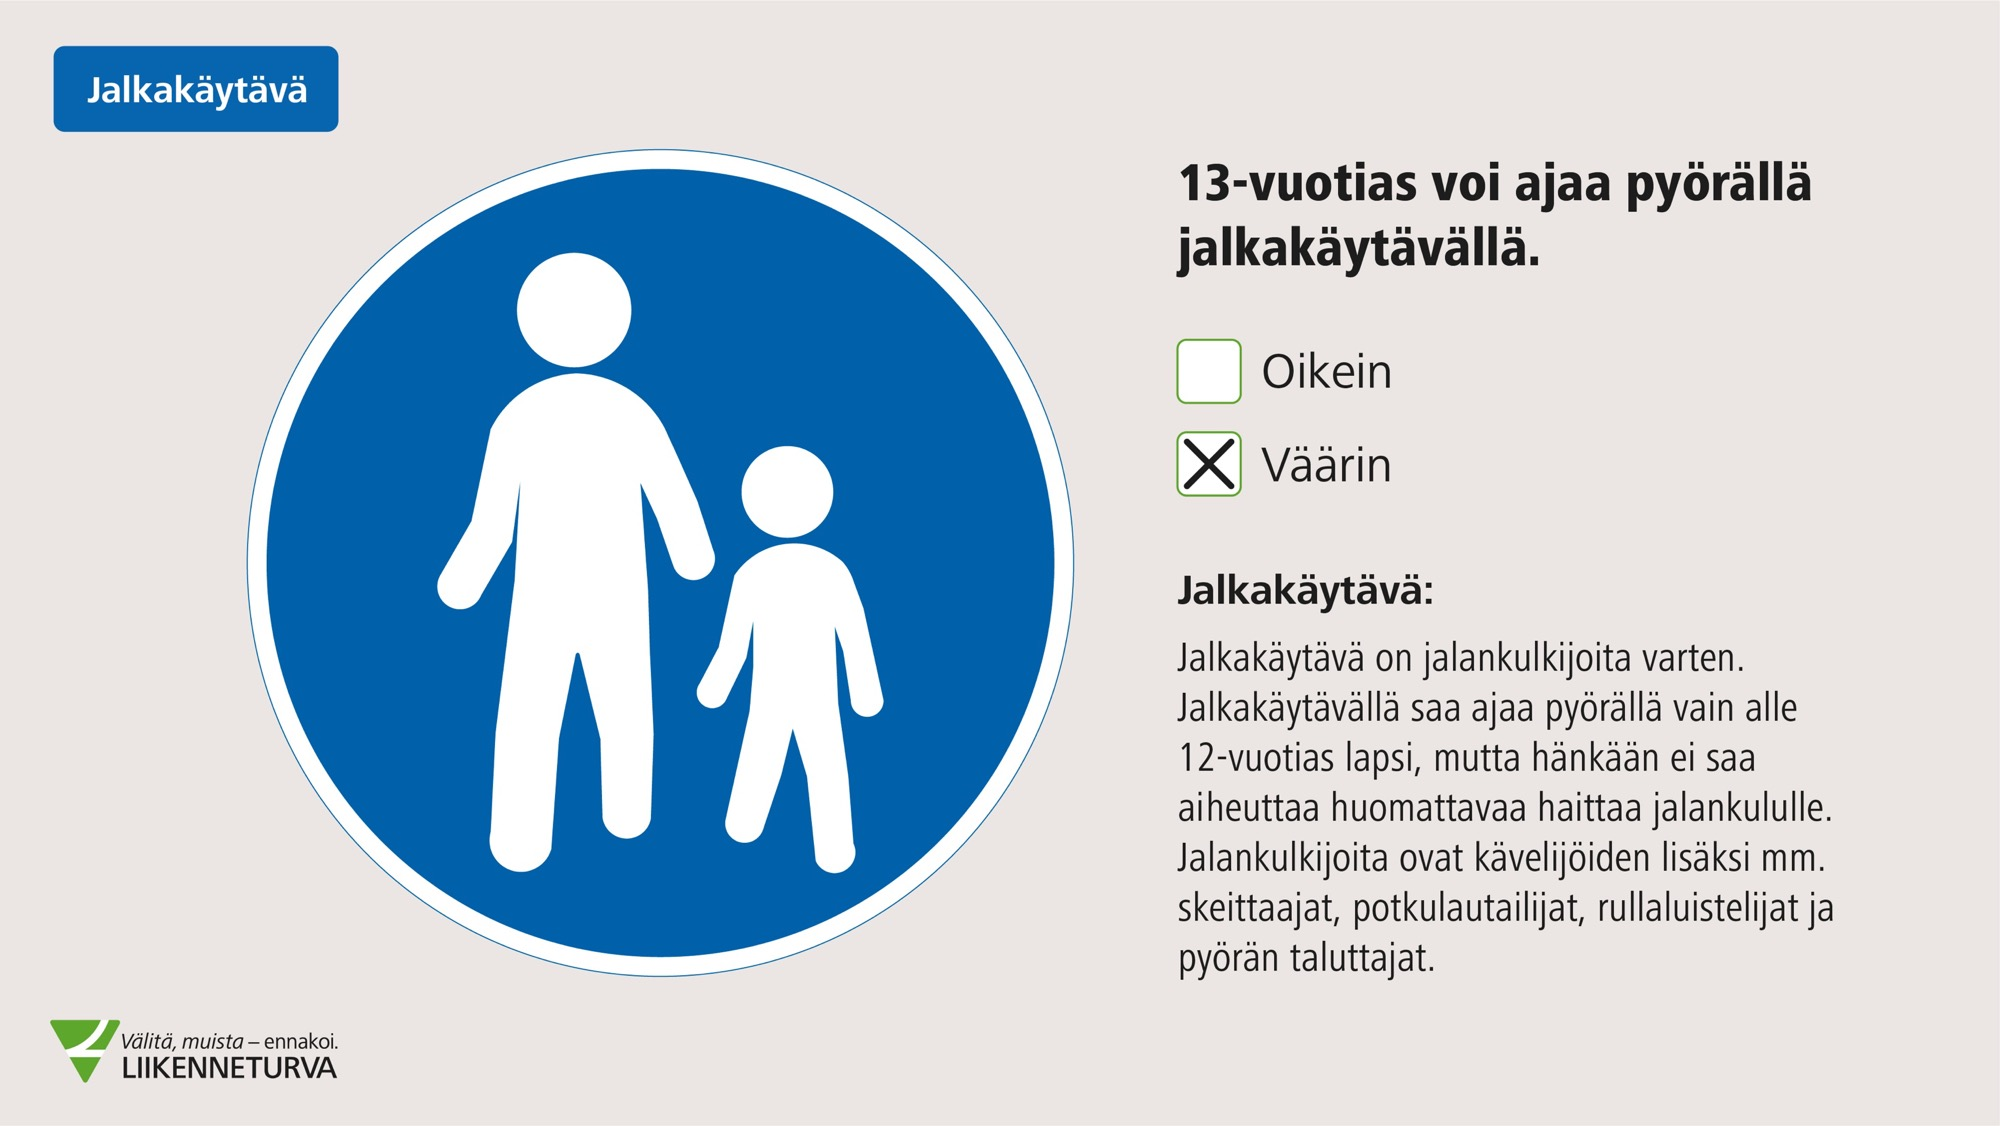 Jalkakäytävä
13-vuotias voi ajaa pyörällä
jalkakäytävällä.
Oikein
Väärin
Jalkakäytävä:
Jalkakäytävä on jalankulkijoita varten.
Jalkakäytävällä saa ajaa pyörällä vain alle
12-vuotias lapsi, mutta hänkään ei saa
aiheuttaa huomattavaa haittaa jalankululle.
Jalankulkijoita ovat kävelijöiden lisäksi mm.
skeittaajat, potkulautailijat, rullaluistelijat ja
pyörän taluttajat.
Välitä, muista – ennakoi.
LIIKENNETURVA